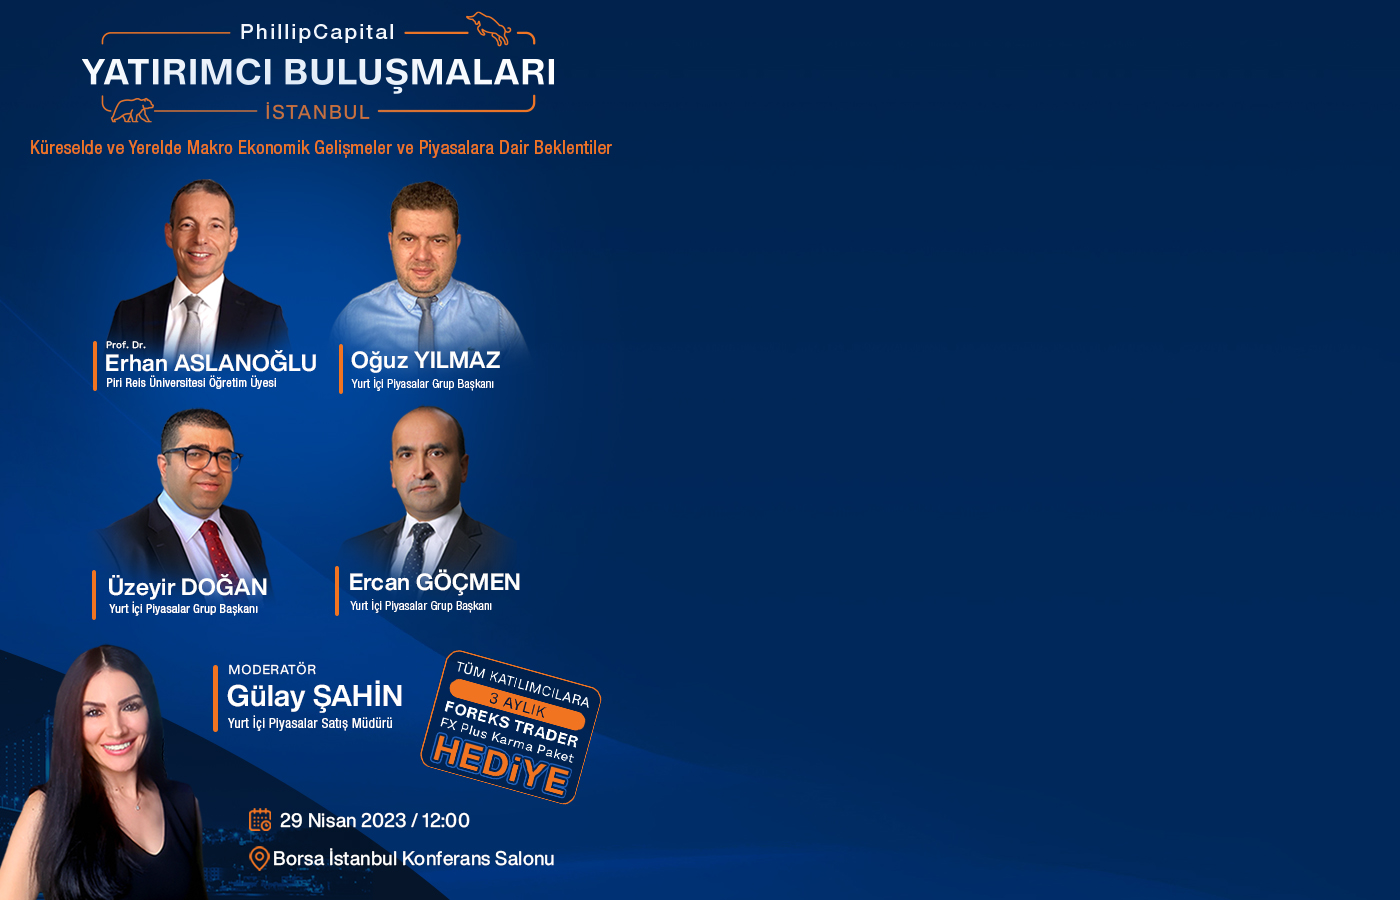 PhillipCapital
YATIRIMCI BULUŞMALARI
İSTANBUL
Küreselde ve Yerelde Makro Ekonomik Gelişmeler ve Piyasalara Dair Beklentiler
Prof. Dr.
Erhan ASLANOĞLU
Piri Reis Üniversitesi Öğretim Üyesi
Oğuz YILMAZ
Yurt İçi Piyasalar Grup Başkanı
Üzeyir DOĞAN
Yurt İçi Piyasalar Grup Başkanı
Ercan GÖÇMEN
Yurt İçi Piyasalar Grup Başkanı
MODERATÖR
Gülay ŞAHİN
Yurt İçi Piyasalar Satış Müdürü
TÜM KATILIMCILARA
3 AYLIK
FOREKS TRADER
FX Plus Karma Paket
HEDİYE
29 Nisan 2023 / 12:00
Borsa İstanbul Konferans Salonu